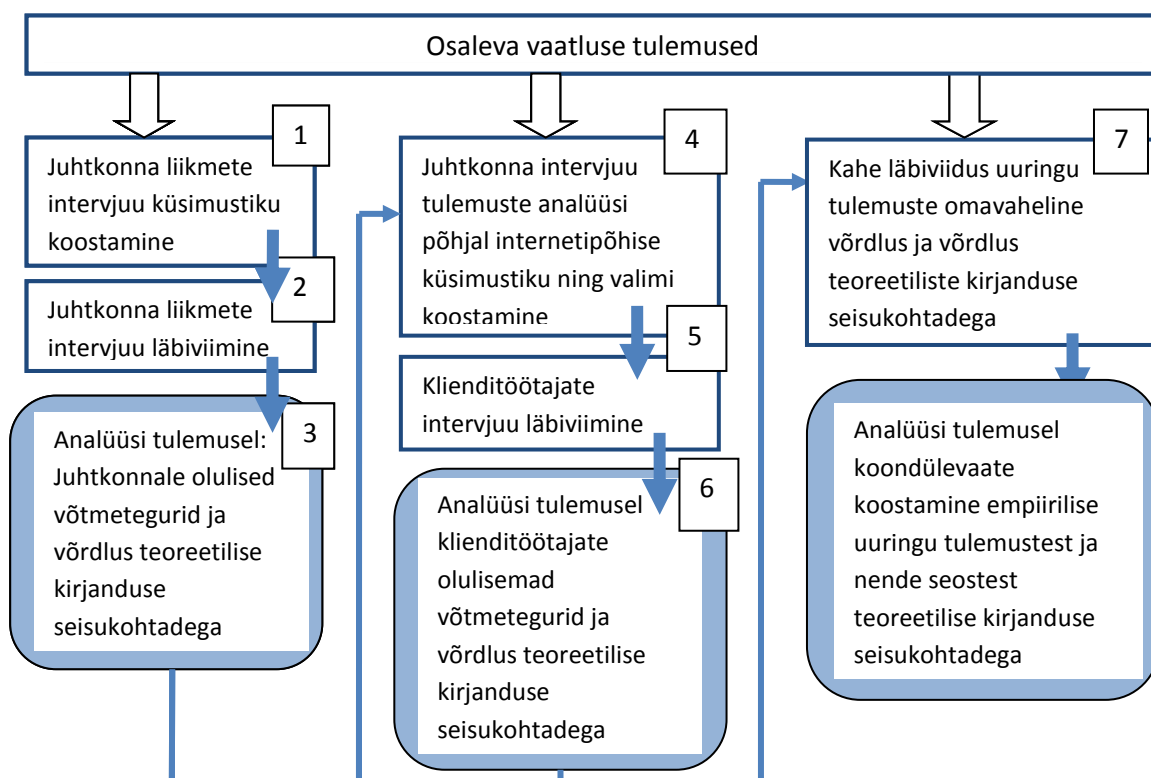 Osaleva vaatluse tulemused
1
Juhtkonna liikmete
intervjuu küsimustiku
koostamine
2
Juhtkonna liikmete
intervjuu läbiviimine
3
Analüüsi tulemusel:
Juhtkonnale olulised
võtmetegurid ja
võrdlus teoreetilise
kirjanduse
seisukohtadega
4
Juhtkonna intervjuu
tulemuste analüüsi
põhjal internetipõhise
küsimustiku ning valimi
koostamine
5
Klienditöötajate
intervjuu läbiviimine
6
Analüüsi tulemusel
klienditöötajate
olulisemad
võtmetegurid ja
võrdlus teoreetilise
kirjanduse
seisukohtadega
7
Kahe läbiviidus uuringu
tulemuste omavaheline
võrdlus ja võrdlus
teoreetiliste kirjanduse
seisukohtadega
Analüüsi tulemusel
koondülevaate
koostamine empiirilise
uuringu tulemustest ja
nende seostest
teoreetilise kirjanduse
seisukohtadega